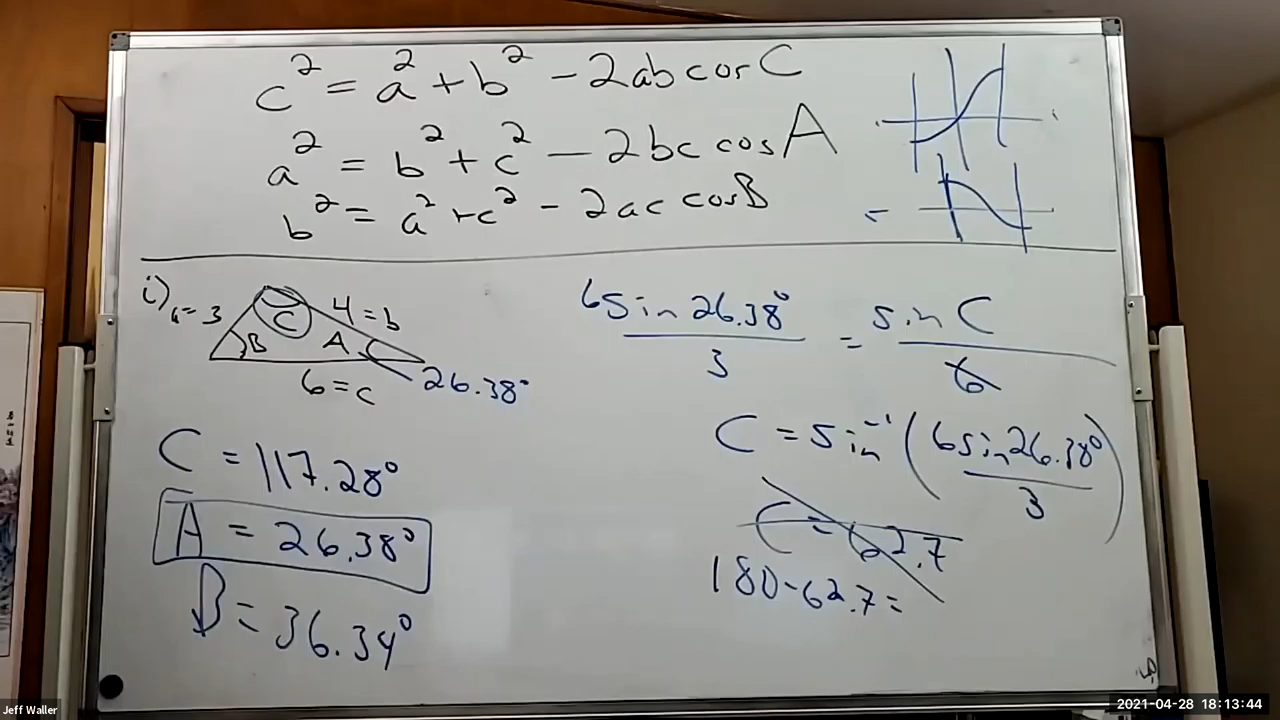 c² = a² + b² - 2ab cos C
a² = b² + c² - 2bc cos A
b² = a² + c² - 2ac cos B
=
i) a = 3
4 = b
C
B
A
6 = c
26.38°
C = 117.28°
A = 26.38°
B = 36.34°
6 sin 26.38° / 3 = sin C / 6
C = sin⁻¹ ( 6 sin 26.38° / 3 )
C = 62.7
180 - 62.7 =
Jeff Waller
2021-04-28 18:13:44